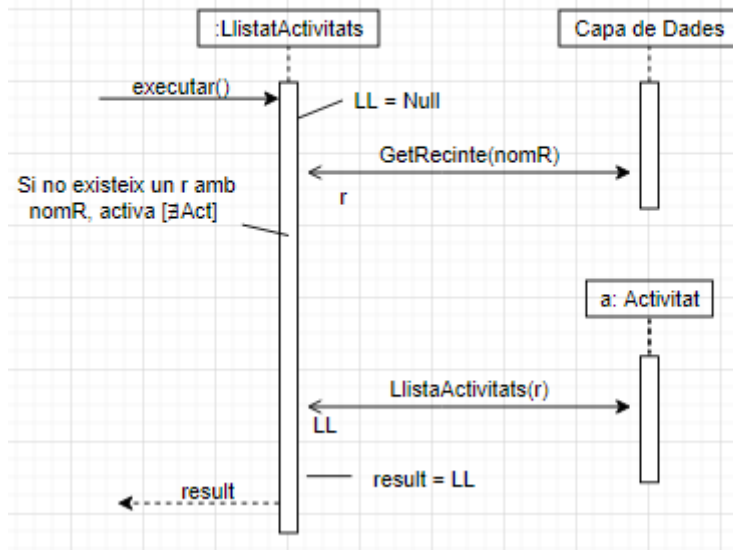 :LlistatActivitats
Capa de Dades
executar()
LL = Null
GetRecinte(nomR)
r
Si no existeix un r amb
nomR, activa [∃Act]
a: Activitat
LlistaActivitats(r)
LL
result = LL
result